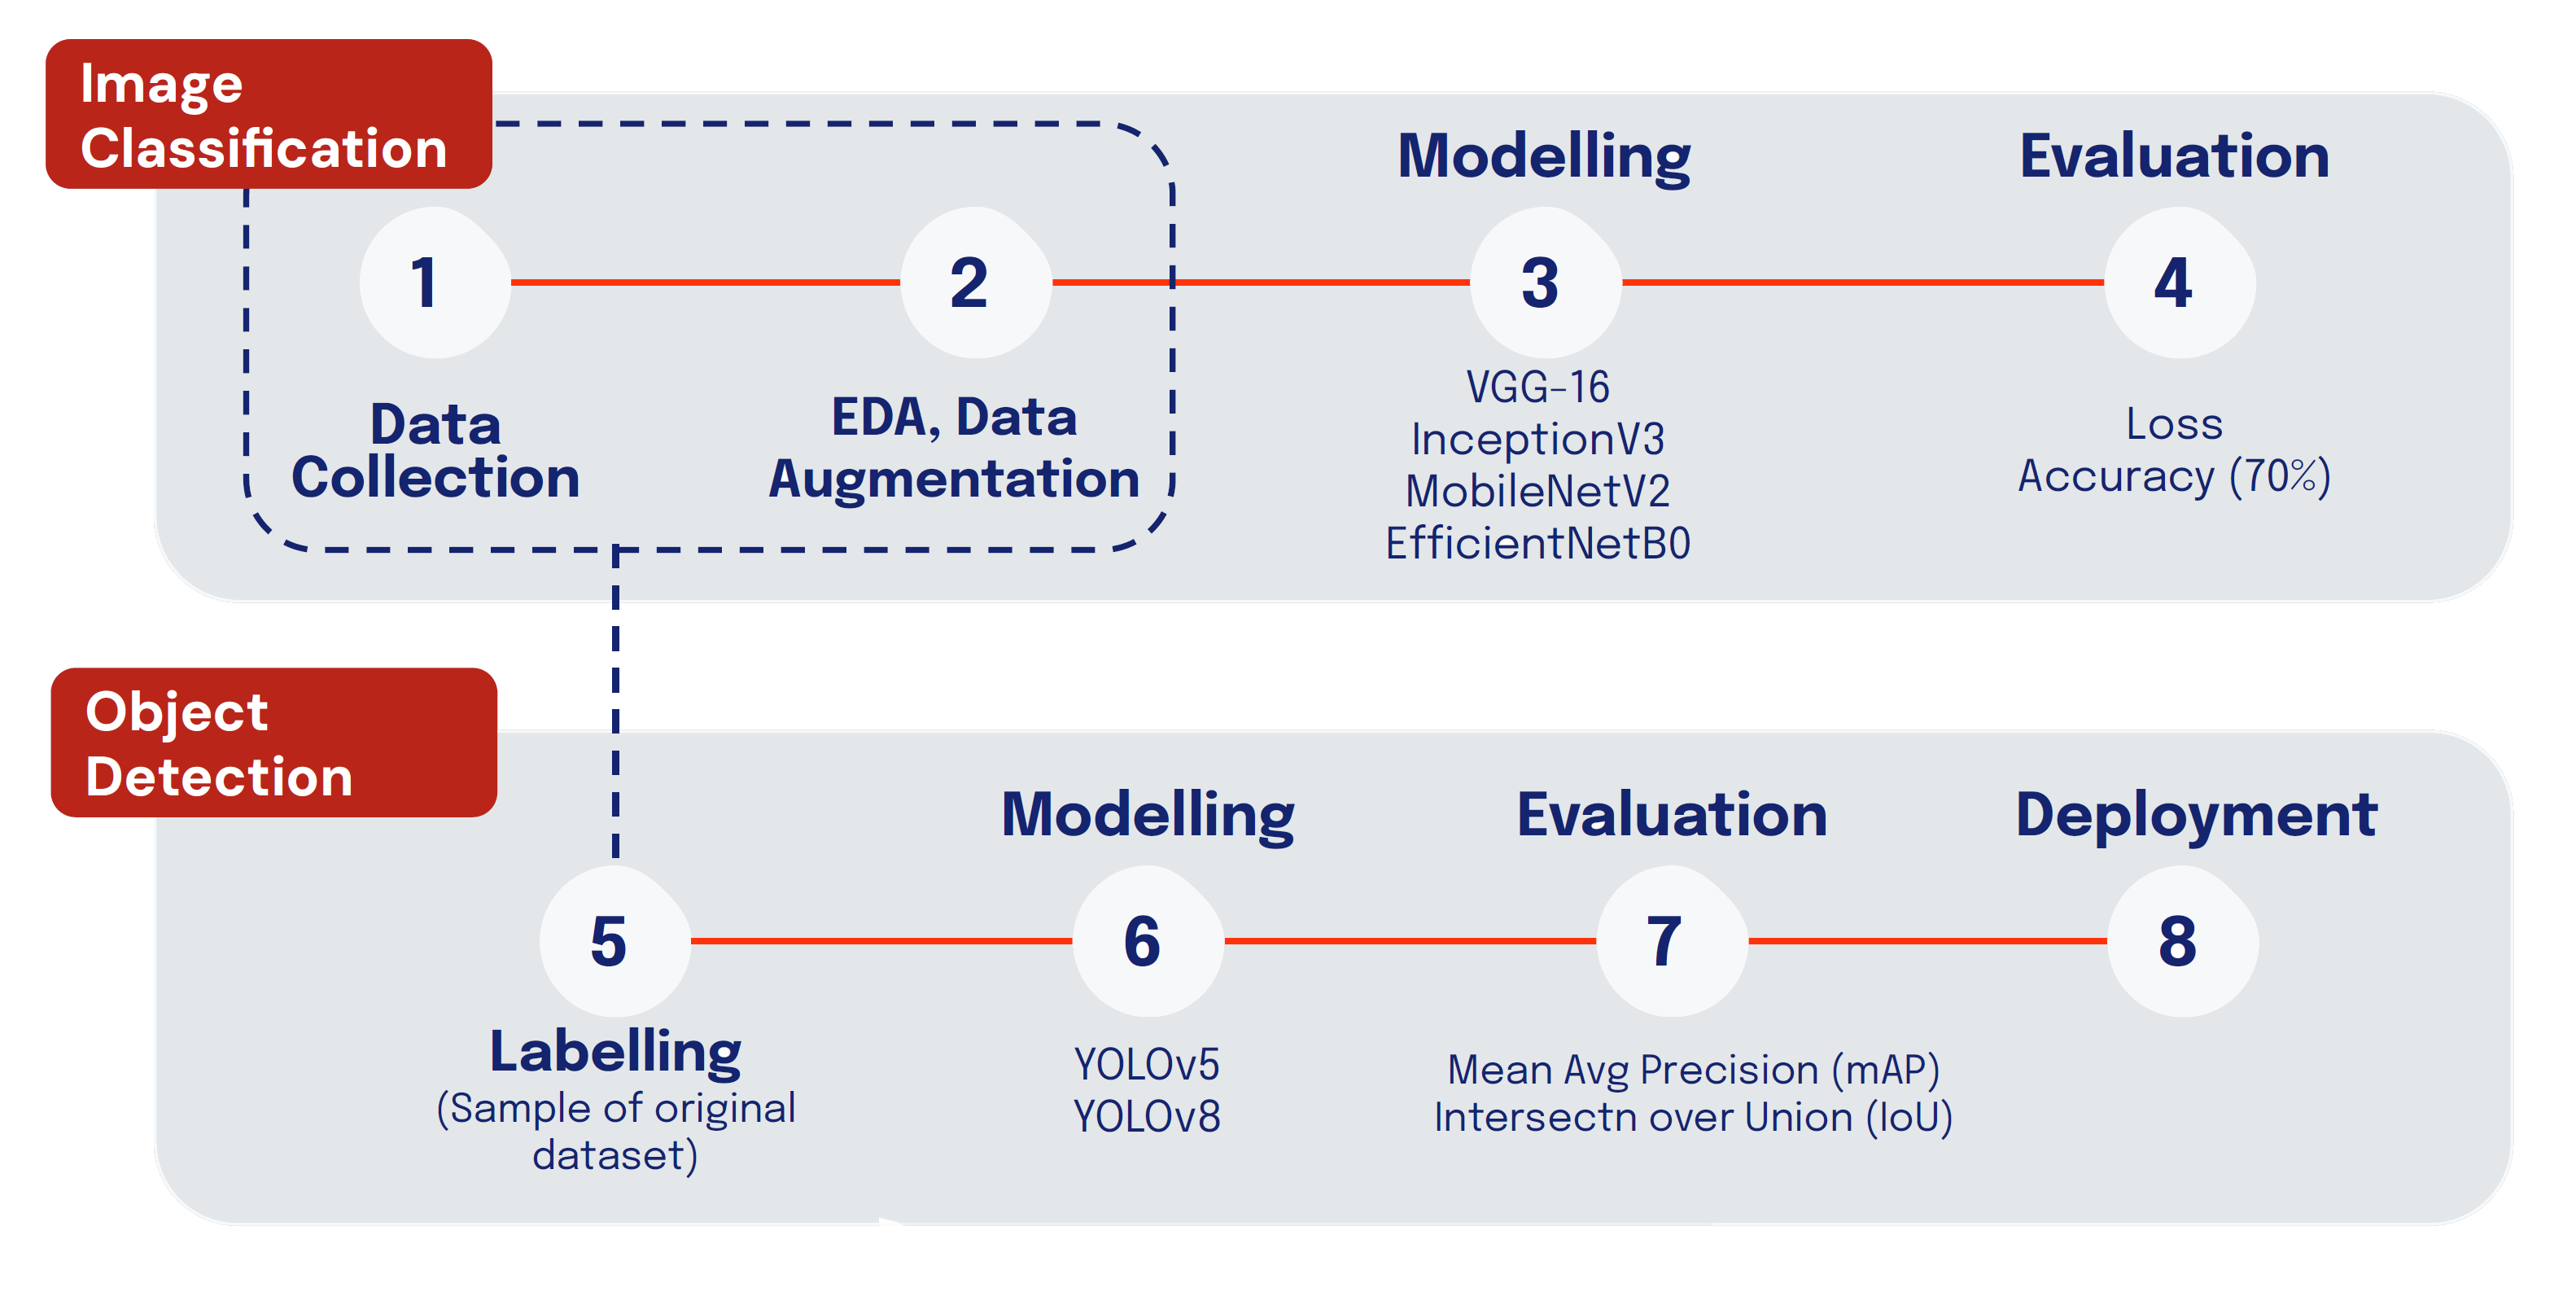 Image
Classification
Modelling
Evaluation
1
2
3
4
Data
Collection
EDA, Data
Augmentation
VGG-16
InceptionV3
MobileNetV2
EfficientNetB0
Loss
Accuracy (70%)
Object
Detection
Modelling
Evaluation
Deployment
5
6
7
8
Labelling
(Sample of original
dataset)
YOLOv5
YOLOv8
Mean Avg Precision (mAP)
Intersectn over Union (IoU)